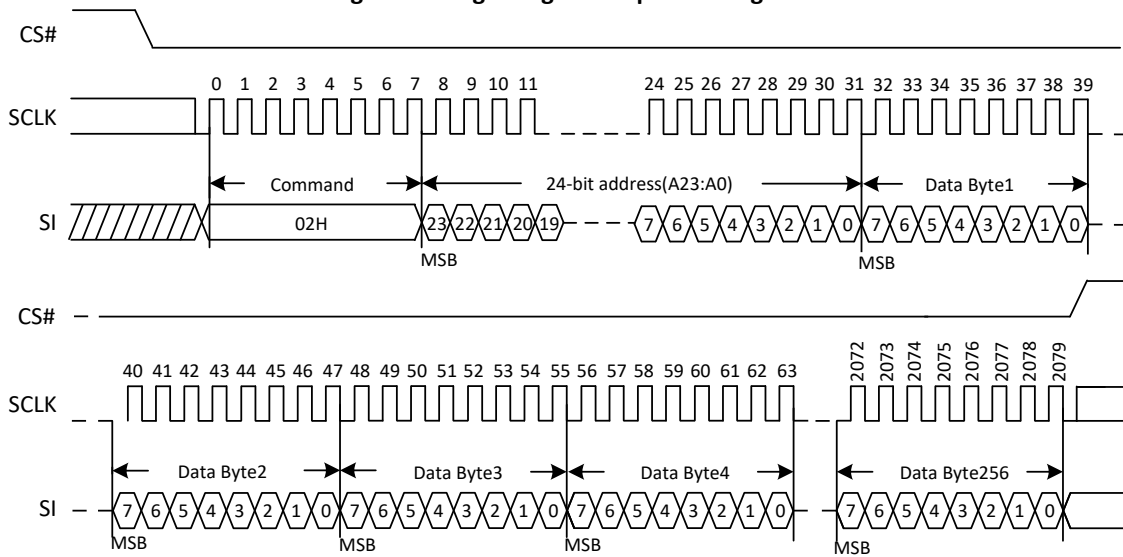 CS#
0 1 2 3 4 5 6 7 8 9 10 11 24 25 26 27 28 29 30 31 32 33 34 35 36 37 38 39
SCLK
Command 24-bit address(A23:A0) Data Byte1
SI 02H 23 22 21 20 19 7 6 5 4 3 2 1 0 7 6 5 4 3 2 1 0
MSB MSB
CS#
40 41 42 43 44 45 46 47 48 49 50 51 52 53 54 55 56 57 58 59 60 61 62 63 2072 2073 2074 2075 2076 2077 2078 2079
SCLK
Data Byte2 Data Byte3 Data Byte4 Data Byte256
SI 7 6 5 4 3 2 1 0 7 6 5 4 3 2 1 0 7 6 5 4 3 2 1 0 7 6 5 4 3 2 1 0
MSB MSB MSB MSB